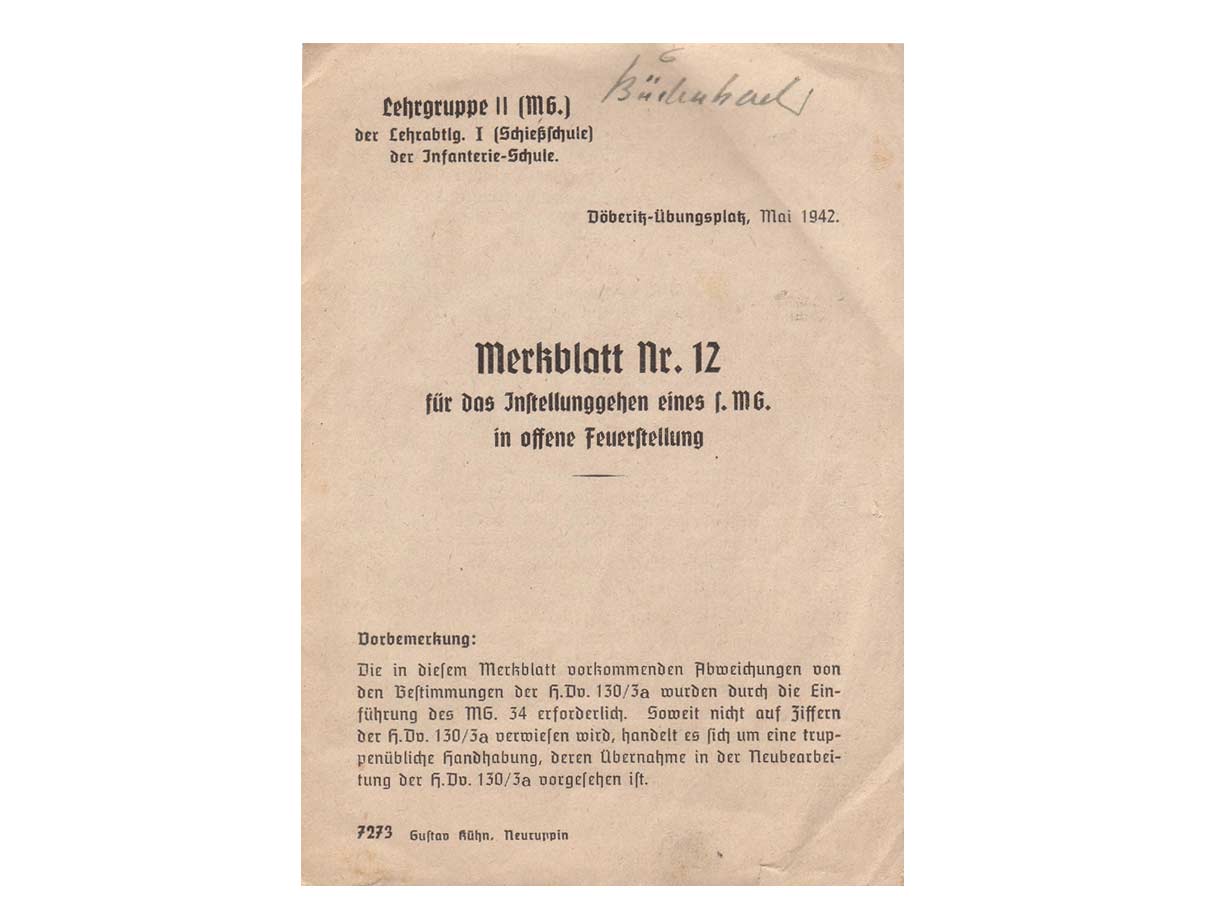 Lehrgruppe II (MG.)
der Lehrabtlg. I (Schießschule)
der Infanterie-Schule.
Döberitz-Übungsplatz, Mai 1942.
Merkblatt Nr. 12
für das Instellunggehen eines s. MG.
in offene Feuerstellung
Vorbemerkung:
Die in diesem Merkblatt vorkommenden Abweichungen von
den Bestimmungen der H.Dv. 130/3a wurden durch die Ein-
führung des MG. 34 erforderlich. Soweit nicht auf Ziffern
der H.Dv. 130/3a verwiesen wird, handelt es sich um eine trup-
penübliche Handhabung, deren Übernahme in der Neubearbei-
tung der H.Dv. 130/3a vorgesehen ist.
7273 Gustav Kühn, Neuruppin